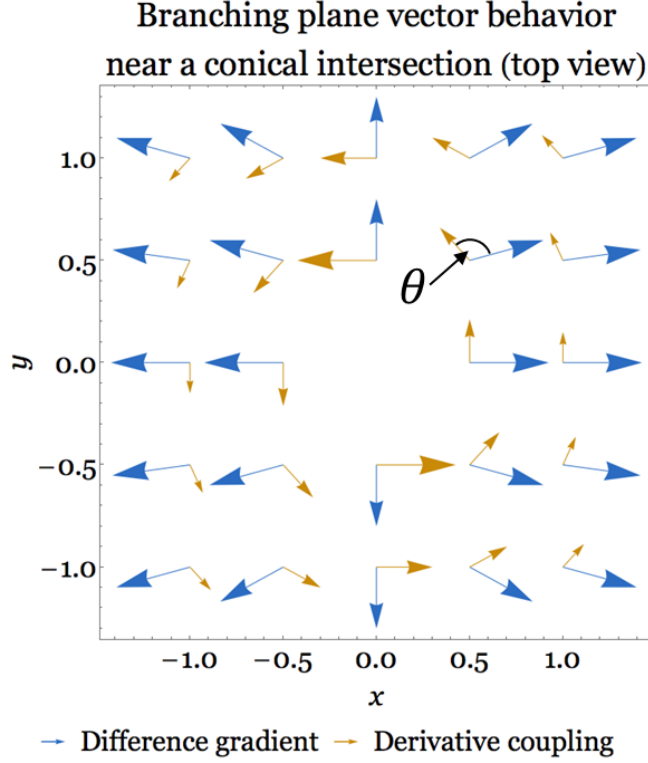 Branching plane vector behavior
near a conical intersection (top view)
1.0
0.5
θ
0.0
y
−0.5
−1.0
−1.0 −0.5 0.0 0.5 1.0
x
Difference gradient Derivative coupling